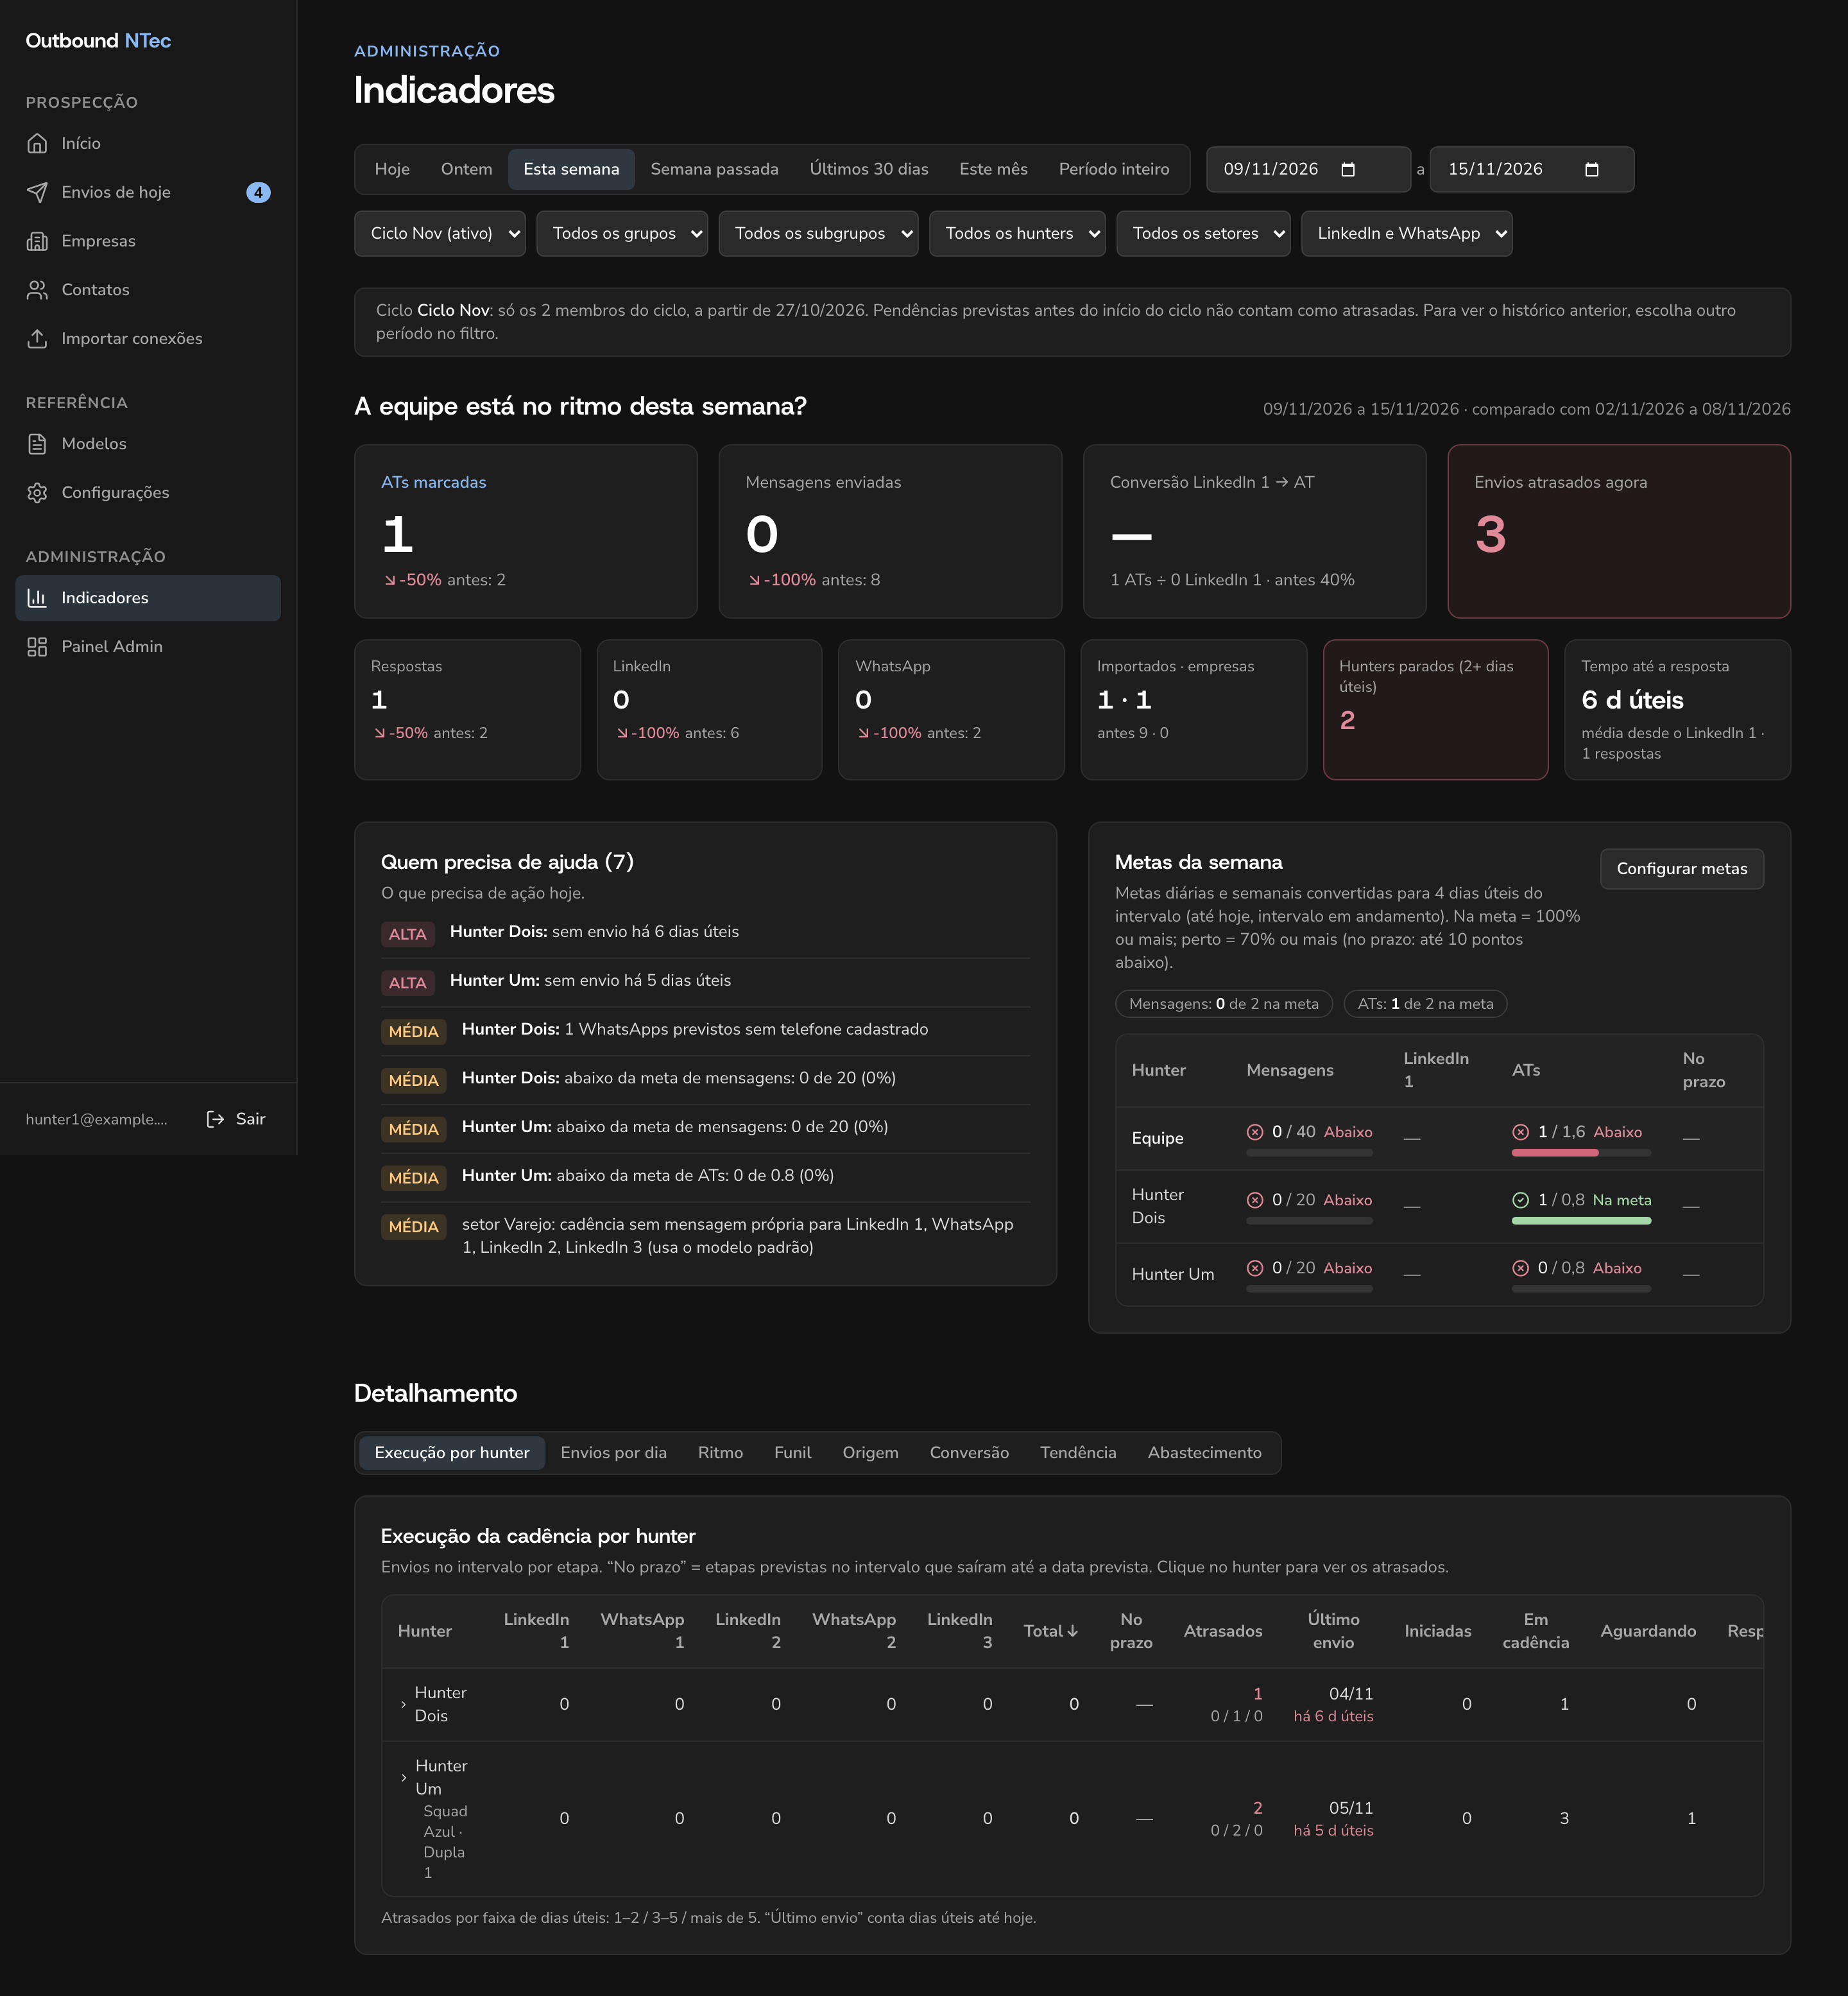 Outbound NTec
PROSPECÇÃO
Início
Envios de hoje 4
Empresas
Contatos
Importar conexões
REFERÊNCIA
Modelos
Configurações
ADMINISTRAÇÃO
Indicadores
Painel Admin
hunter1@example.... Sair
ADMINISTRAÇÃO
Indicadores
Hoje Ontem Esta semana Semana passada Últimos 30 dias Este mês Período inteiro 09/11/2026 a 15/11/2026
Ciclo Nov (ativo) Todos os grupos Todos os subgrupos Todos os hunters Todos os setores LinkedIn e WhatsApp
Ciclo Ciclo Nov: só os 2 membros do ciclo, a partir de 27/10/2026. Pendências previstas antes do início do ciclo não contam como atrasadas. Para ver o histórico anterior, escolha outro
período no filtro.
A equipe está no ritmo desta semana?
09/11/2026 a 15/11/2026 · comparado com 02/11/2026 a 08/11/2026
ATs marcadas
1
↘ -50% antes: 2
Mensagens enviadas
0
↘ -100% antes: 8
Conversão LinkedIn 1 → AT
—
1 ATs ÷ 0 LinkedIn 1 · antes 40%
Envios atrasados agora
3
Respostas
1
↘ -50% antes: 2
LinkedIn
0
↘ -100% antes: 6
WhatsApp
0
↘ -100% antes: 2
Importados · empresas
1 · 1
antes 9 · 0
Hunters parados (2+ dias
úteis)
2
Tempo até a resposta
6 d úteis
média desde o LinkedIn 1 ·
1 respostas
Quem precisa de ajuda (7)
O que precisa de ação hoje.
ALTA Hunter Dois: sem envio há 6 dias úteis
ALTA Hunter Um: sem envio há 5 dias úteis
MÉDIA Hunter Dois: 1 WhatsApps previstos sem telefone cadastrado
MÉDIA Hunter Dois: abaixo da meta de mensagens: 0 de 20 (0%)
MÉDIA Hunter Um: abaixo da meta de mensagens: 0 de 20 (0%)
MÉDIA Hunter Um: abaixo da meta de ATs: 0 de 0.8 (0%)
MÉDIA setor Varejo: cadência sem mensagem própria para LinkedIn 1, WhatsApp
1, LinkedIn 2, LinkedIn 3 (usa o modelo padrão)
Metas da semana
Configurar metas
Metas diárias e semanais convertidas para 4 dias úteis do
intervalo (até hoje, intervalo em andamento). Na meta = 100%
ou mais; perto = 70% ou mais (no prazo: até 10 pontos
abaixo).
Mensagens: 0 de 2 na meta ATs: 1 de 2 na meta
Hunter Mensagens LinkedIn 1 ATs No prazo
Equipe 0 / 40 Abaixo — 1 / 1,6 Abaixo —
Hunter Dois 0 / 20 Abaixo — 1 / 0,8 Na meta —
Hunter Um 0 / 20 Abaixo — 0 / 0,8 Abaixo —
Detalhamento
Execução por hunter Envios por dia Ritmo Funil Origem Conversão Tendência Abastecimento
Execução da cadência por hunter
Envios no intervalo por etapa. “No prazo” = etapas previstas no intervalo que saíram até a data prevista. Clique no hunter para ver os atrasados.
Hunter LinkedIn 1 WhatsApp 1 LinkedIn 2 WhatsApp 2 LinkedIn 3 Total ↓ No prazo Atrasados Último envio Iniciadas Em cadência Aguardando Resp
Hunter Dois 0 0 0 0 0 0 — 1 04/11 0 1 0
0 / 1 / 0 há 6 d úteis
Hunter Um
Squad Azul · Dupla 1
0 0 0 0 0 0 — 2 05/11 0 3 1
0 / 2 / 0 há 5 d úteis
Atrasados por faixa de dias úteis: 1–2 / 3–5 / mais de 5. “Último envio” conta dias úteis até hoje.